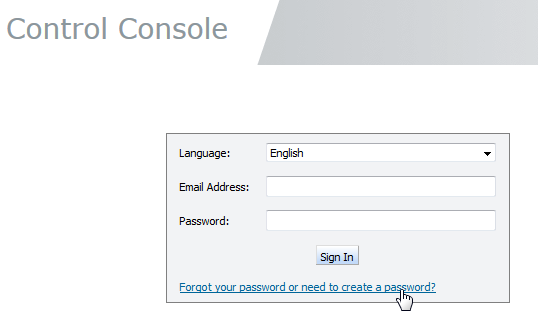 Control Console
Language: English
Email Address:
Password:
Sign In
Forgot your password or need to create a password?